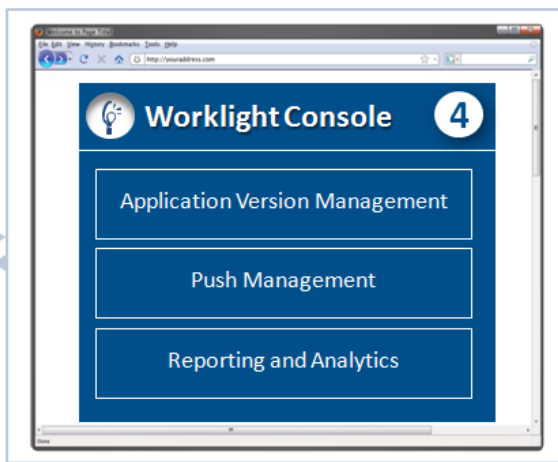 Welcome to Page Title
File Edit View History Bookmarks Tools Help
http://youraddress.com
Worklight Console 4
Application Version Management
Push Management
Reporting and Analytics
Done